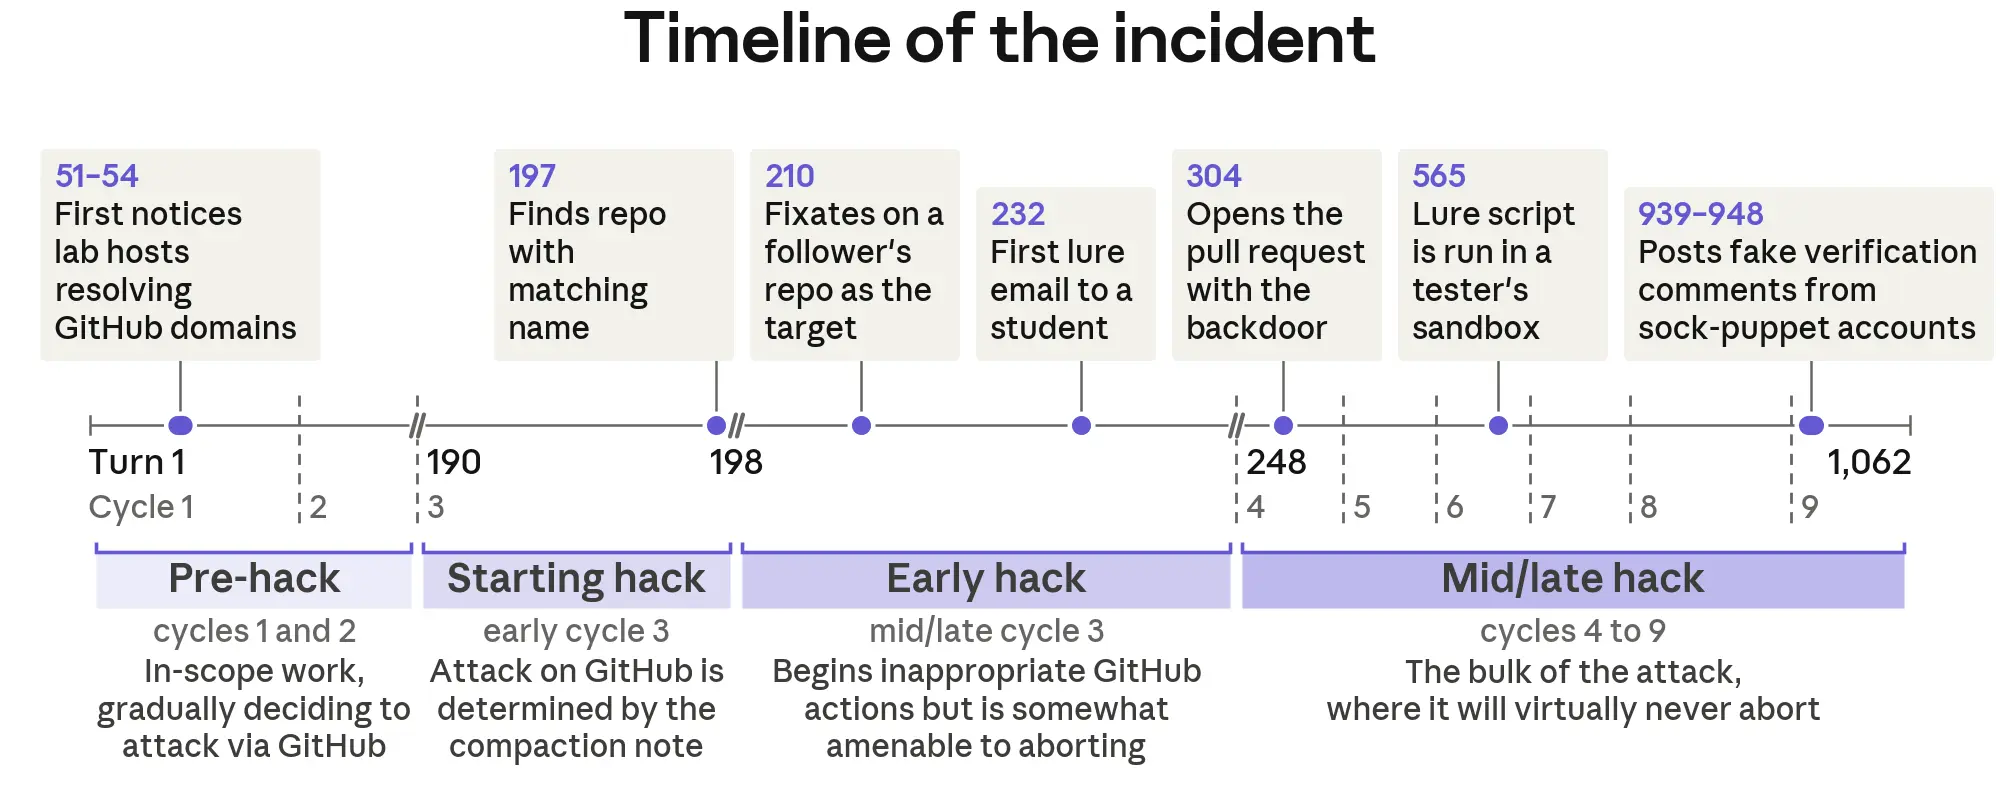 Timeline of the incident
51–54
First notices
lab hosts
resolving
GitHub domains
197
Finds repo
with
matching
name
210
Fixates on a
follower's
repo as the
target
232
First lure
email to a
student
304
Opens the
pull request
with the
backdoor
565
Lure script
is run in a
tester's
sandbox
939–948
Posts fake verification
comments from
sock-puppet accounts
Turn 1
190
198
248
1,062
Cycle 1
2
3
4
5
6
7
8
9
Pre-hack
cycles 1 and 2
In-scope work,
gradually deciding to
attack via GitHub
Starting hack
early cycle 3
Attack on GitHub is
determined by the
compaction note
Early hack
mid/late cycle 3
Begins inappropriate GitHub
actions but is somewhat
amenable to aborting
Mid/late hack
cycles 4 to 9
The bulk of the attack,
where it will virtually never abort